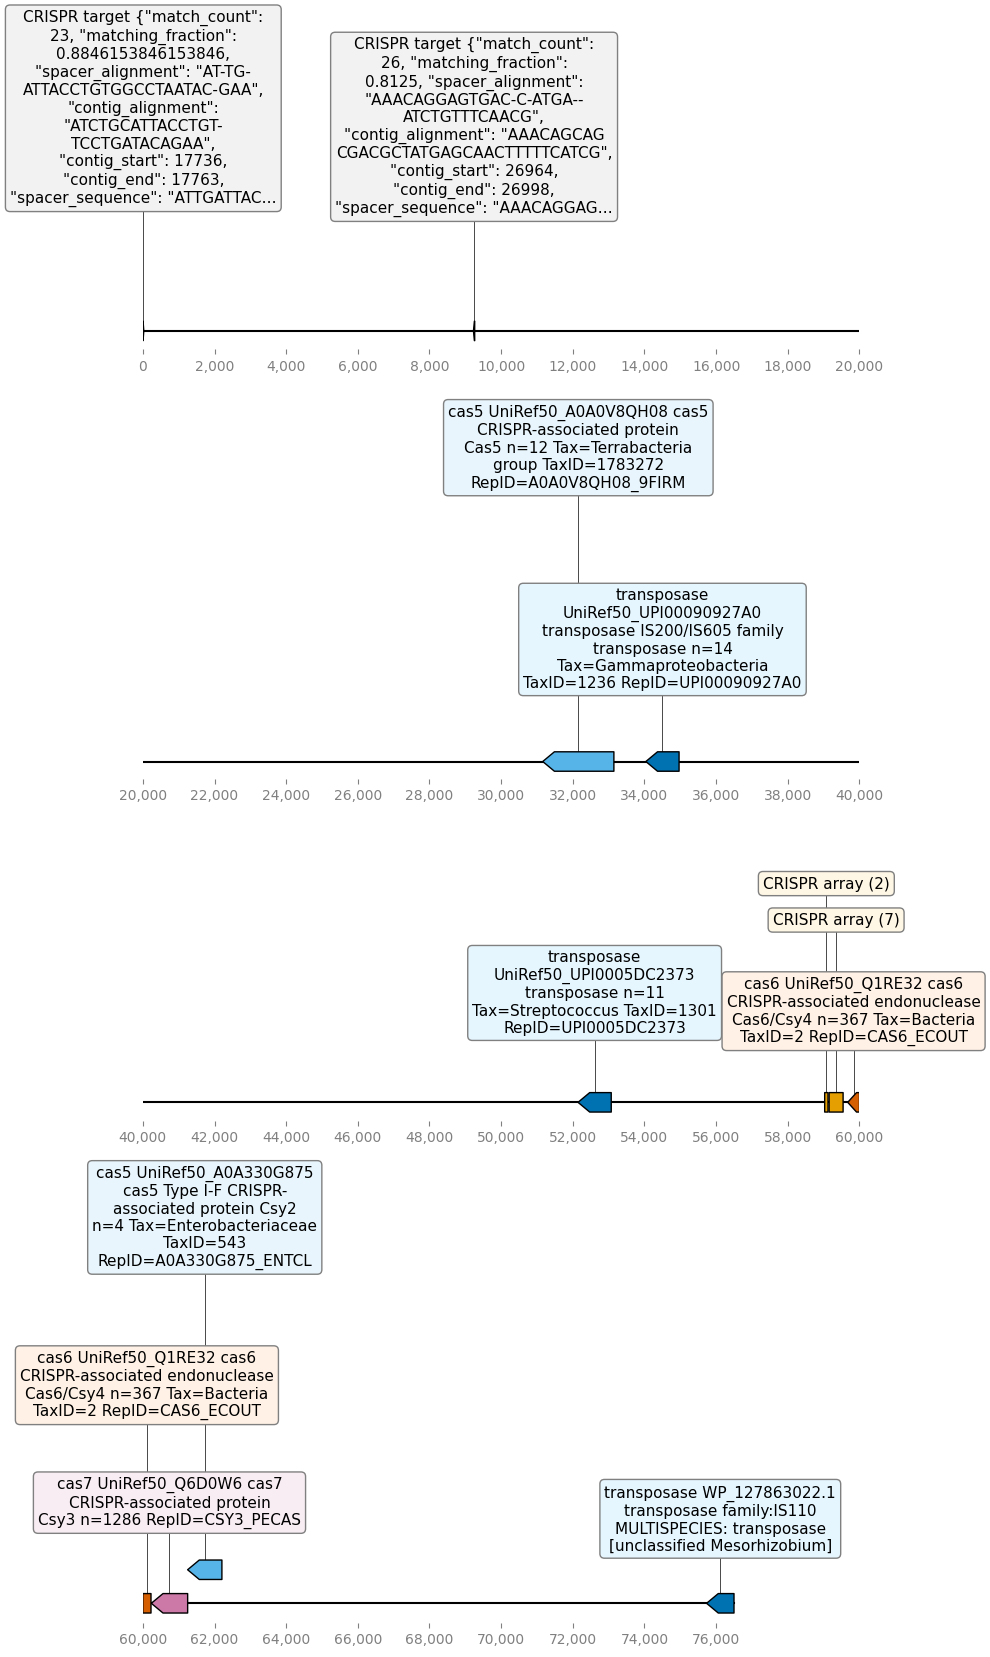 CRISPR target {"match_count":
23, "matching_fraction":
0.8846153846153846,
"spacer_alignment": "AT-TG-
ATTACCTGTGGCCTAATAC-GAA",
"contig_alignment":
"ATCTGCATTACCTGT-
TCCTGATACAGAA",
"contig_start": 17736,
"contig_end": 17763,
"spacer_sequence": "ATTGATTAC...
CRISPR target {"match_count":
26, "matching_fraction":
0.8125, "spacer_alignment":
"AAACAGGAGTGAC-C-ATGA--
ATCTGTTTCAACG",
"contig_alignment": "AAACAGCAG
CGACGCTATGAGCAACTTTTTCATCG",
"contig_start": 26964,
"contig_end": 26998,
"spacer_sequence": "AAACAGGAG...
0 2,000 4,000 6,000 8,000 10,000 12,000 14,000 16,000 18,000 20,000
cas5 UniRef50_A0A0V8QH08 cas5
CRISPR-associated protein
Cas5 n=12 Tax=Terrabacteria
group TaxID=1783272
RepID=A0A0V8QH08_9FIRM
transposase
UniRef50_UPI00090927A0
transposase IS200/IS605 family
transposase n=14
Tax=Gammaproteobacteria
TaxID=1236 RepID=UPI00090927A0
20,000 22,000 24,000 26,000 28,000 30,000 32,000 34,000 36,000 38,000 40,000
CRISPR array (2)
CRISPR array (7)
transposase
UniRef50_UPI0005DC2373
transposase n=11
Tax=Streptococcus TaxID=1301
RepID=UPI0005DC2373
cas6 UniRef50_Q1RE32 cas6
CRISPR-associated endonuclease
Cas6/Csy4 n=367 Tax=Bacteria
TaxID=2 RepID=CAS6_ECOUT
40,000 42,000 44,000 46,000 48,000 50,000 52,000 54,000 56,000 58,000 60,000
cas5 UniRef50_A0A330G875
cas5 Type I-F CRISPR-
associated protein Csy2
n=4 Tax=Enterobacteriaceae
TaxID=543
RepID=A0A330G875_ENTCL
cas6 UniRef50_Q1RE32 cas6
CRISPR-associated endonuclease
Cas6/Csy4 n=367 Tax=Bacteria
TaxID=2 RepID=CAS6_ECOUT
cas7 UniRef50_Q6D0W6 cas7
CRISPR-associated protein
Csy3 n=1286 RepID=CSY3_PECAS
transposase WP_127863022.1
transposase family:IS110
MULTISPECIES: transposase
[unclassified Mesorhizobium]
60,000 62,000 64,000 66,000 68,000 70,000 72,000 74,000 76,000